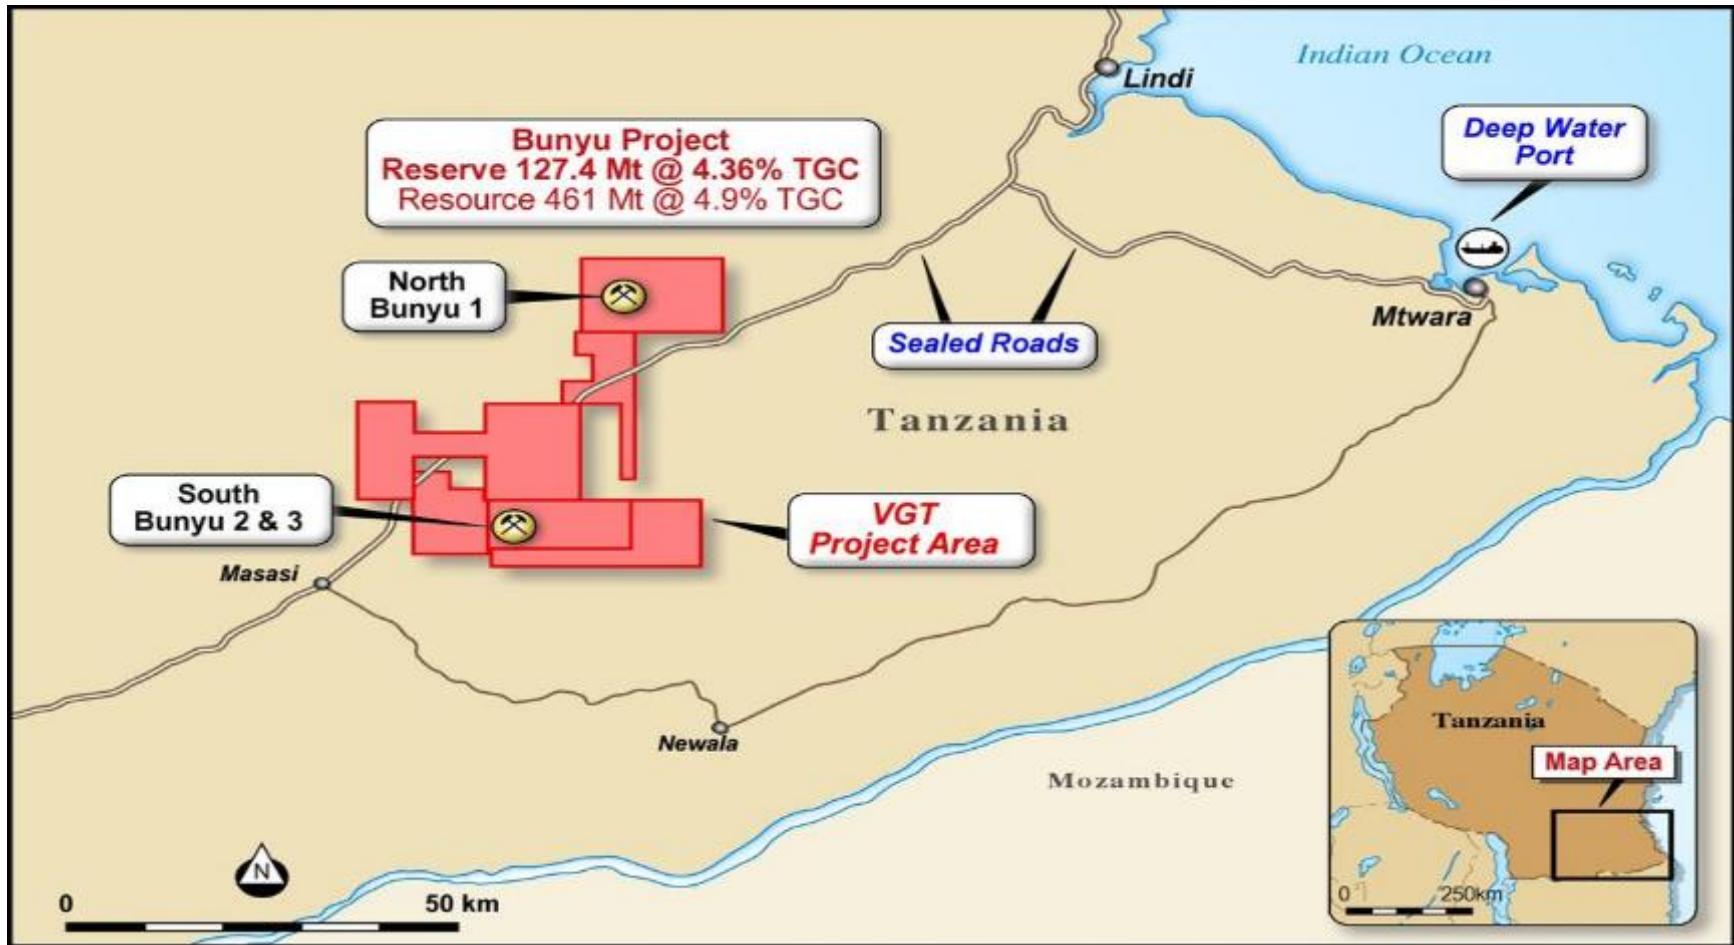 Indian Ocean
Lindi
Deep Water
Port
Bunyu Project
Reserve 127.4 Mt @ 4.36% TGC
Resource 461 Mt @ 4.9% TGC
North
Bunyu 1
Mtwara
Sealed Roads
Tanzania
South
Bunyu 2 & 3
VGT
Project Area
Masasi
Newala
Mozambique
N
0 50 km
Tanzania
Map Area
0 250km